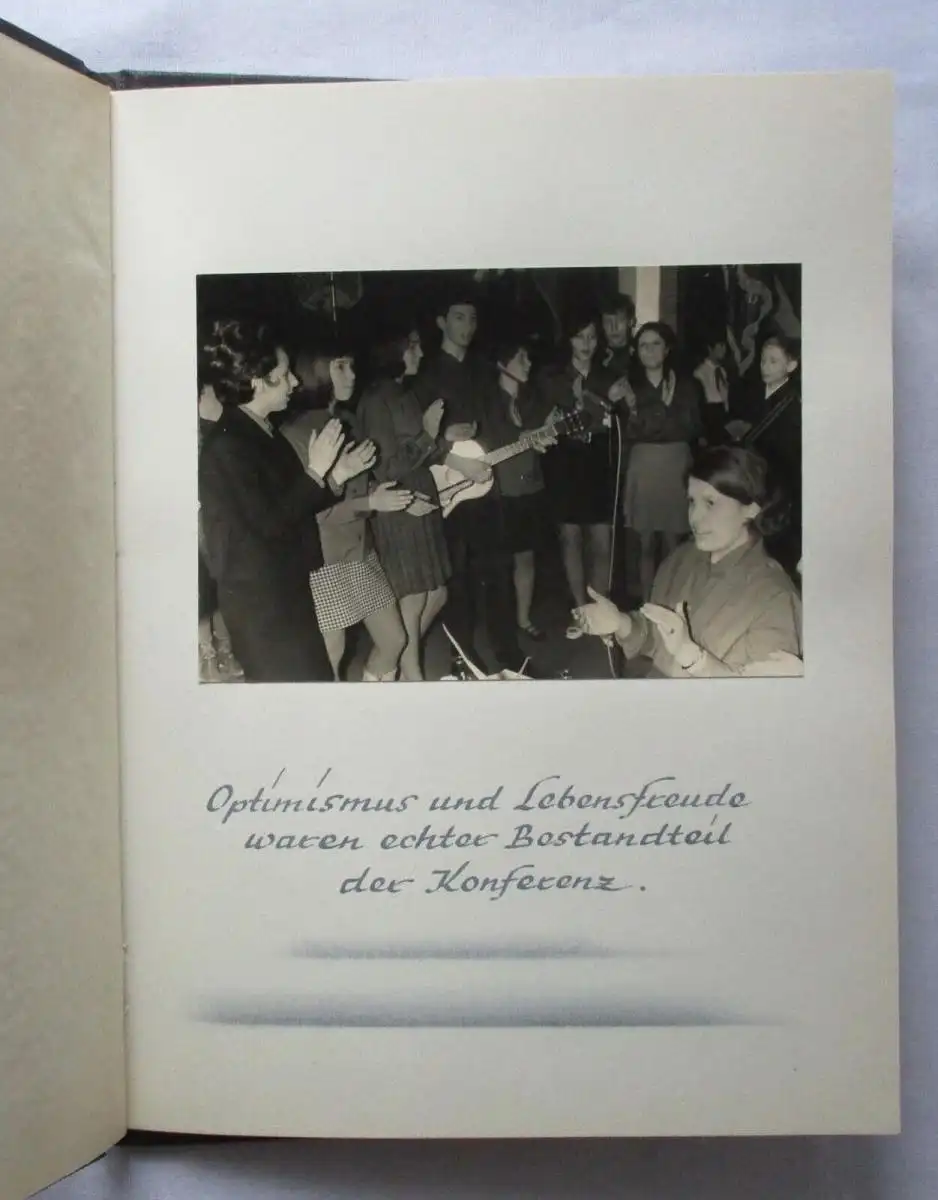 Optimismus und Lebensfreude
waren echter Bestandteil
der Konferenz.